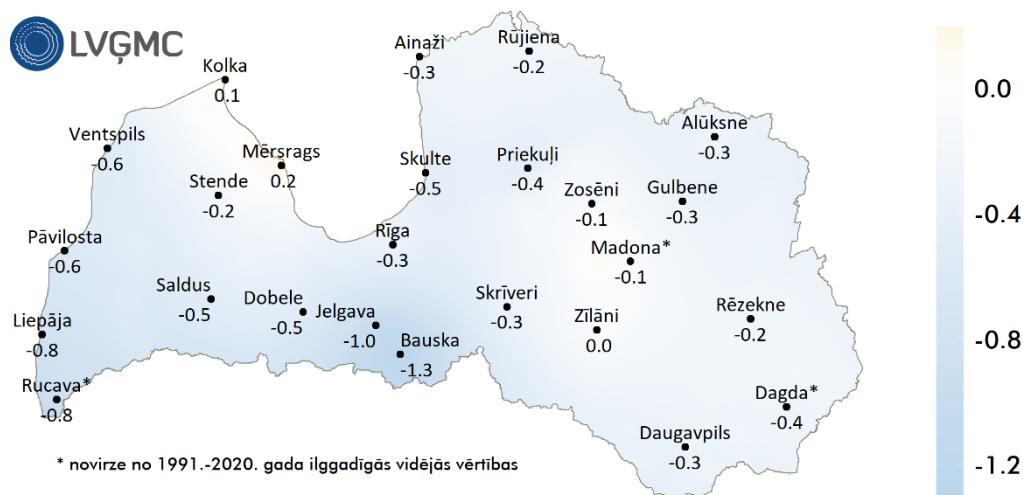 LVĢMC
Kolka
0.1
Ainaži
-0.3
Rūjiena
-0.2
0.0
Ventspils
-0.6
Mērsrags
0.2
Stende
-0.2
Skulte
-0.5
Priekuļi
-0.4
Alūksne
-0.3
Zosēni
-0.1
Gulbene
-0.3
-0.4
Pāvilosta
-0.6
Rīga
-0.3
Madona*
-0.1
Saldus
-0.5
Dobele
-0.5
Jelgava
-1.0
Skrīveri
-0.3
Zīlāni
0.0
Rēzekne
-0.2
Liepāja
-0.8
Bauska
-1.3
-0.8
Rucava*
-0.8
Dagda*
-0.4
Daugavpils
-0.3
* novirze no 1991.-2020. gada ilggadīgās vidējās vērtības
-1.2